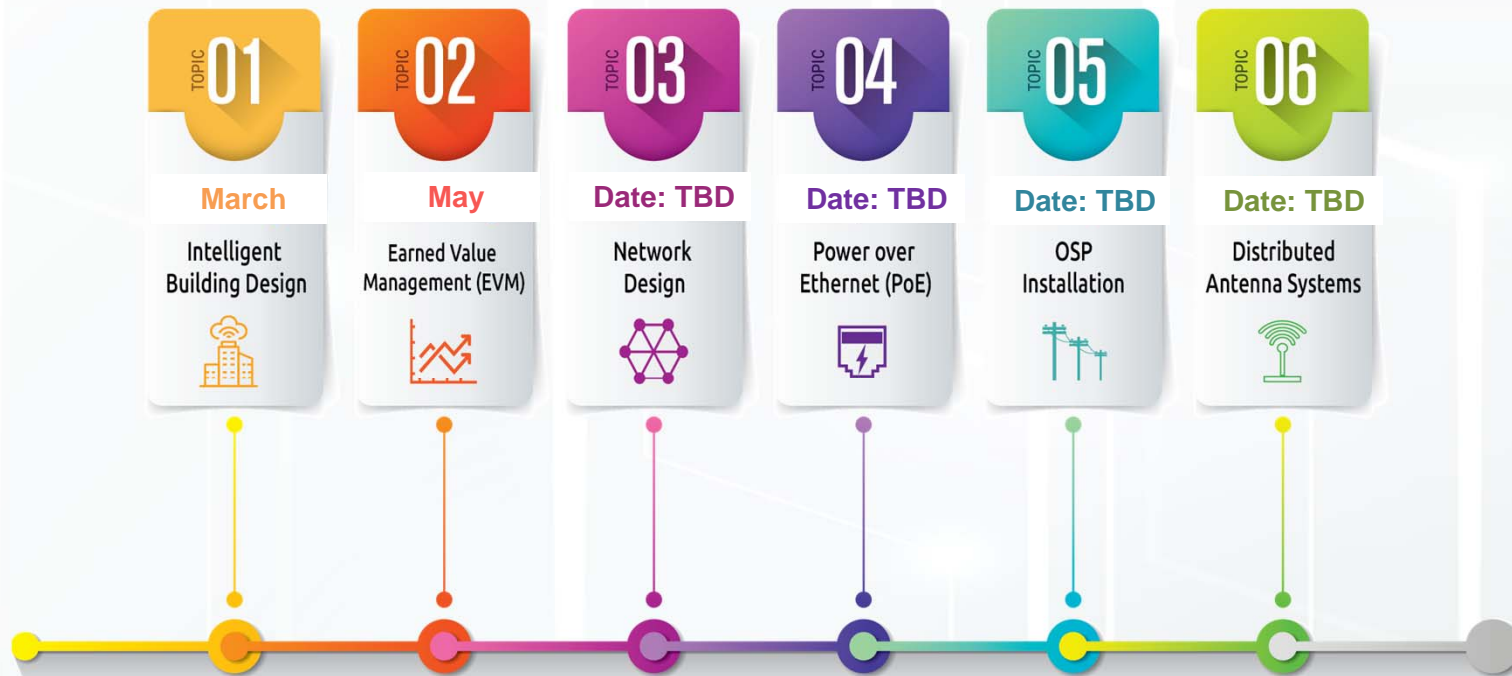 TOPIC 01
March
Intelligent
Building Design
TOPIC 02
May
Earned Value
Management (EVM)
TOPIC 03
Date: TBD
Network
Design
TOPIC 04
Date: TBD
Power over
Ethernet (PoE)
TOPIC 05
Date: TBD
OSP
Installation
TOPIC 06
Date: TBD
Distributed
Antenna Systems